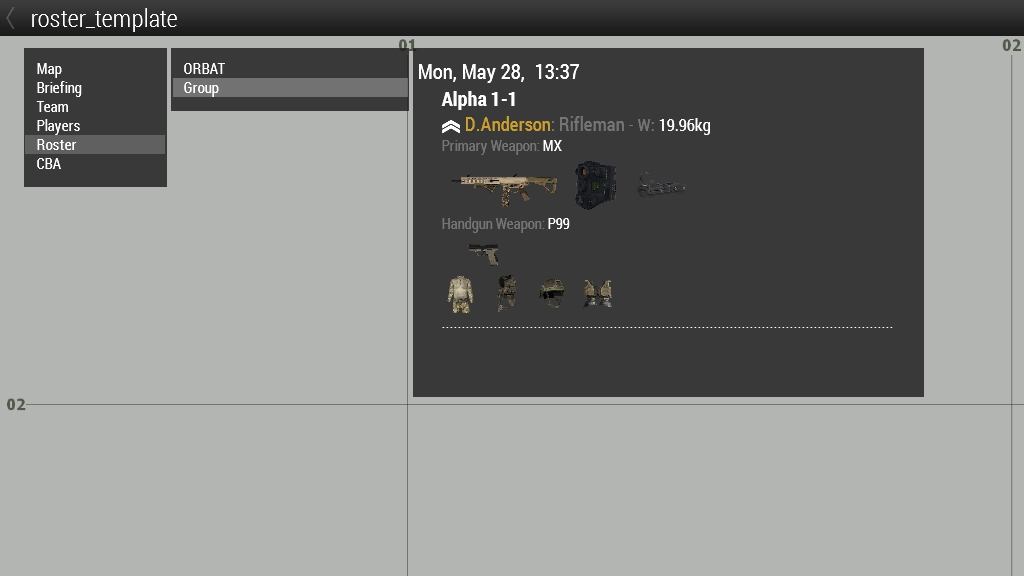 roster_template
01
02
Map
Briefing
Team
Players
Roster
CBA
ORBAT
Group
Mon, May 28,  13:37
Alpha 1-1
D.Anderson: Rifleman - W: 19.96kg
Primary Weapon: MX
Handgun Weapon: P99
02